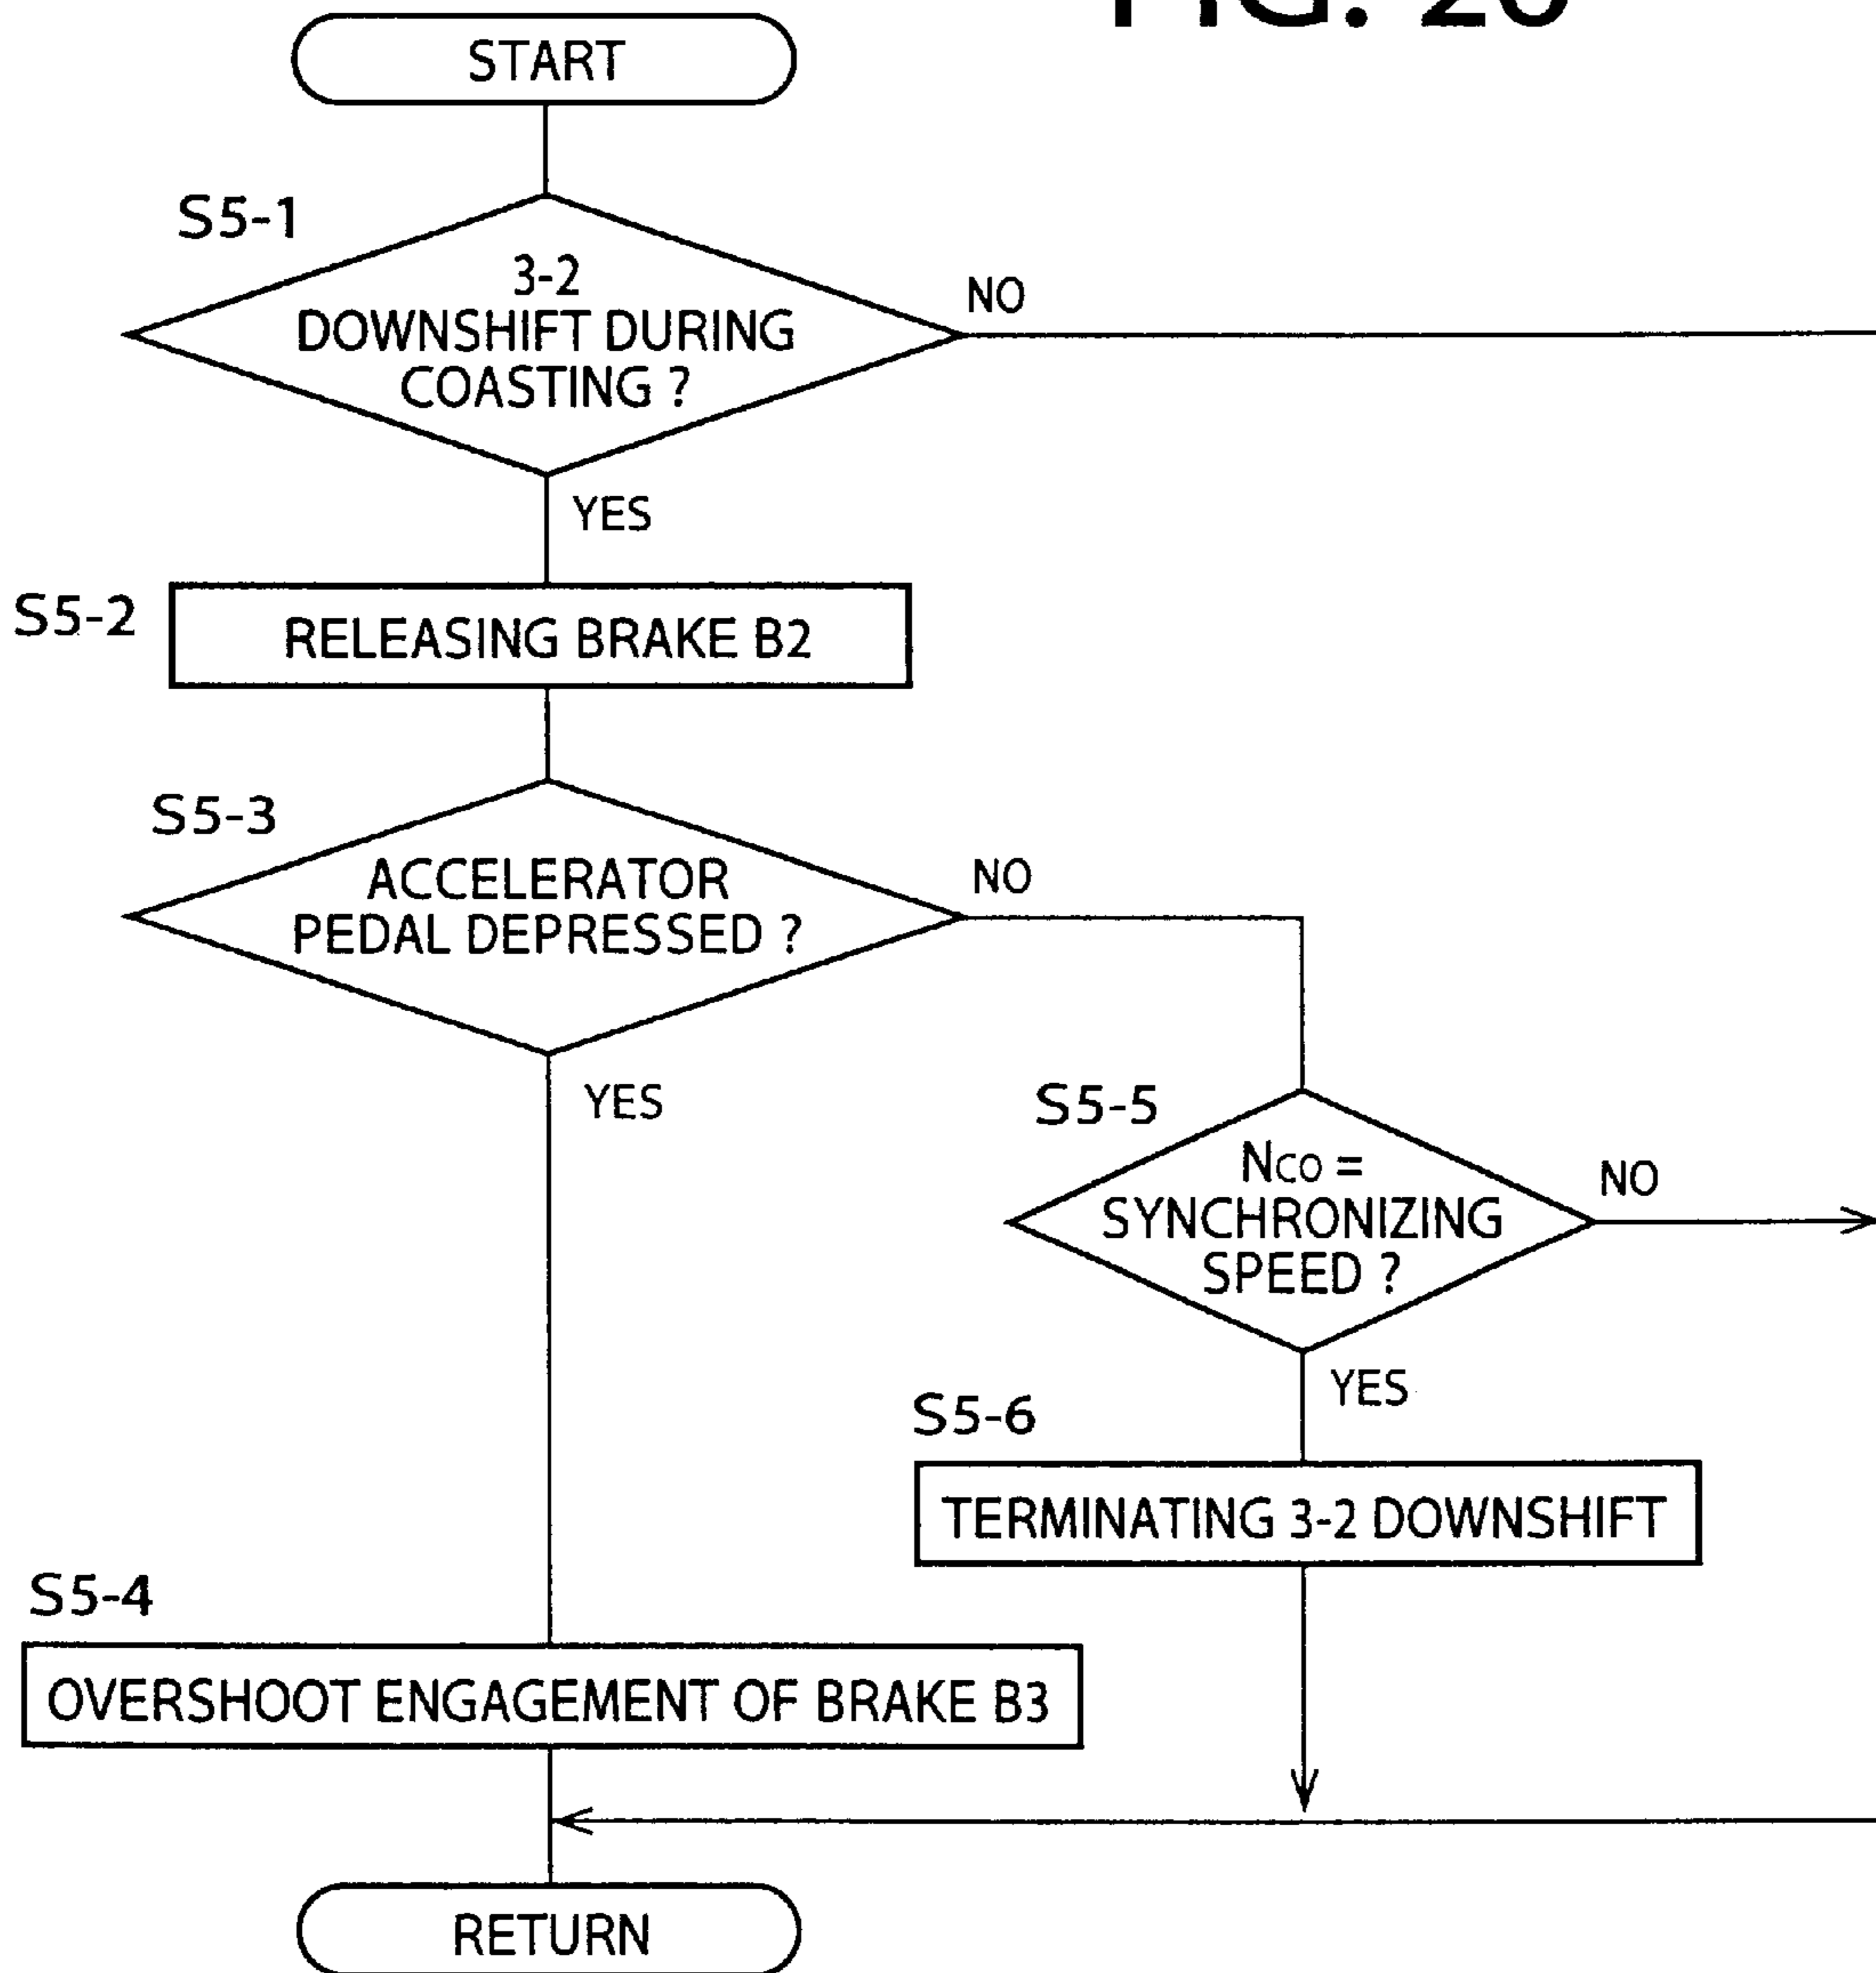 START
S5-1
3-2
DOWNSHIFT DURING
COASTING ?
NO
YES
S5-2
RELEASING BRAKE B2
S5-3
ACCELERATOR
PEDAL DEPRESSED ?
NO
YES
S5-5
NCO =
SYNCHRONIZING
SPEED ?
NO
YES
S5-6
TERMINATING 3-2 DOWNSHIFT
S5-4
OVERSHOOT ENGAGEMENT OF BRAKE B3
RETURN